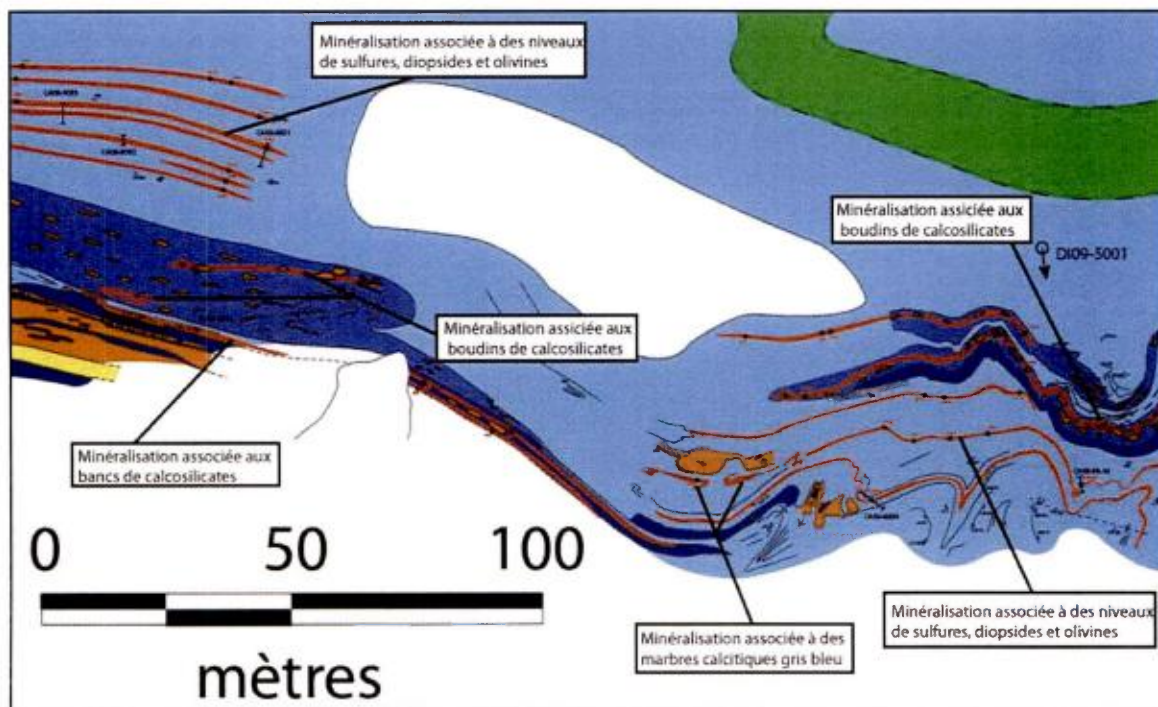 Minéralisation associée à des niveaux
de sulfures, diopsides et olivines
Minéralisation assiciée aux
boudins de calcosilicates
DI09-5001
Minéralisation assiciée aux
boudins de calcosilicates
Minéralisation associée aux
bancs de calcosilicates
0 50 100
mètres
Minéralisation associée à des
marbres calcitiques gris bleu
Minéralisation associée à des niveaux
de sulfures, diopsides et olivines